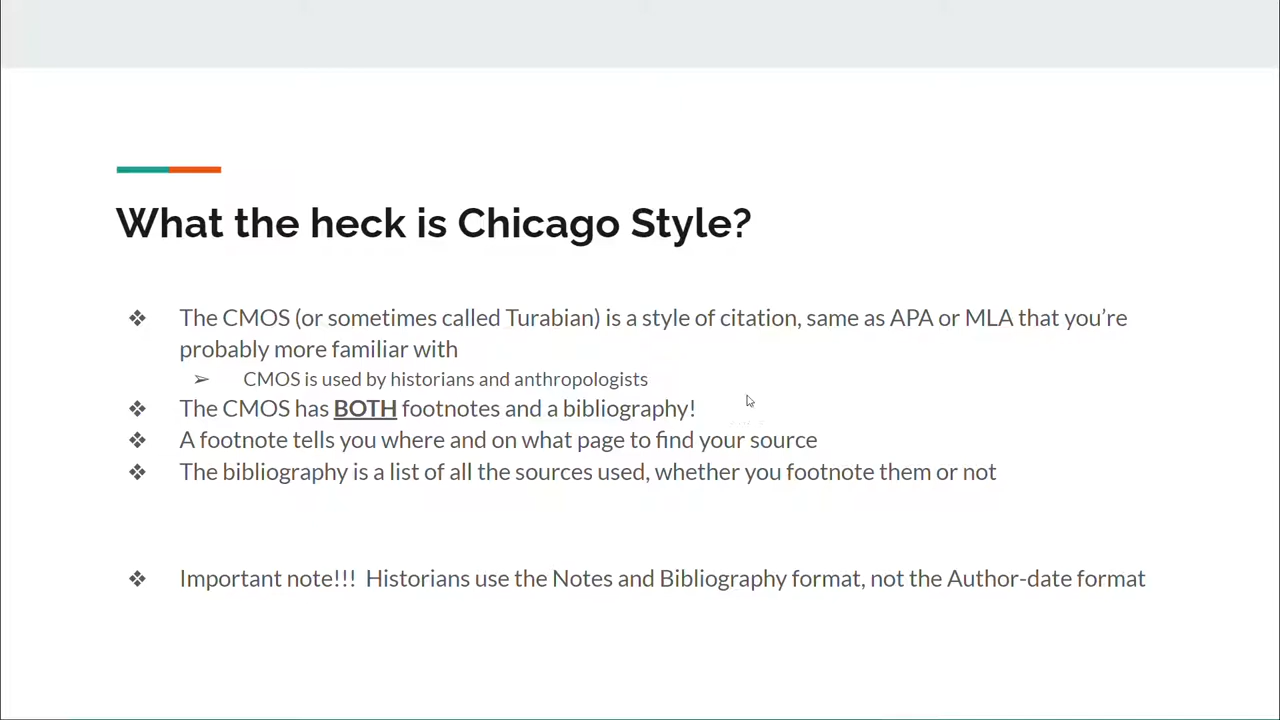 What the heck is Chicago Style?
❖ The CMOS (or sometimes called Turabian) is a style of citation, same as APA or MLA that you’re
probably more familiar with
➢ CMOS is used by historians and anthropologists
❖ The CMOS has BOTH footnotes and a bibliography!
❖ A footnote tells you where and on what page to find your source
❖ The bibliography is a list of all the sources used, whether you footnote them or not
❖ Important note!!!  Historians use the Notes and Bibliography format, not the Author-date format